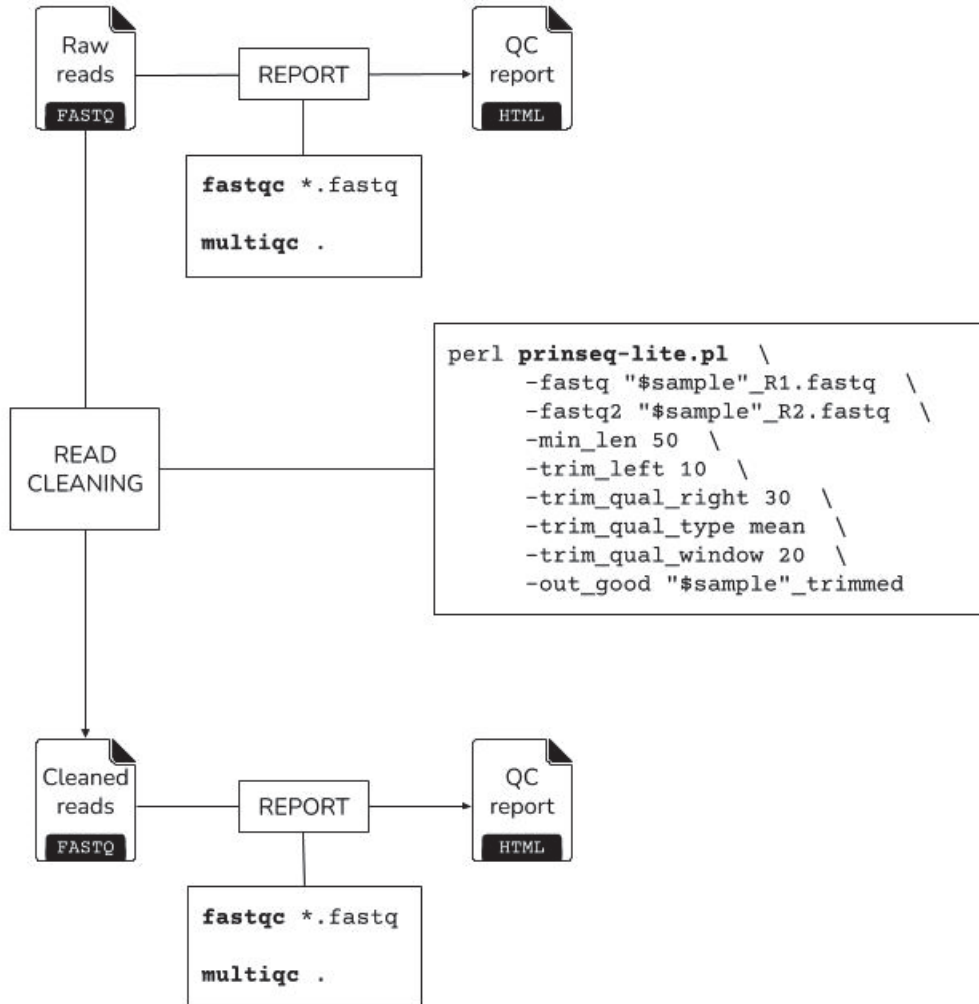 Raw
reads
FASTQ
REPORT
QC
report
HTML
fastqc *.fastq
multiqc .
READ
CLEANING
perl prinseq-lite.pl \
-fastq "$sample"_R1.fastq \
-fastq2 "$sample"_R2.fastq \
-min_len 50 \
-trim_left 10 \
-trim_qual_right 30 \
-trim_qual_type mean \
-trim_qual_window 20 \
-out_good "$sample"_trimmed
Cleaned
reads
FASTQ
REPORT
QC
report
HTML
fastqc *.fastq
multiqc .